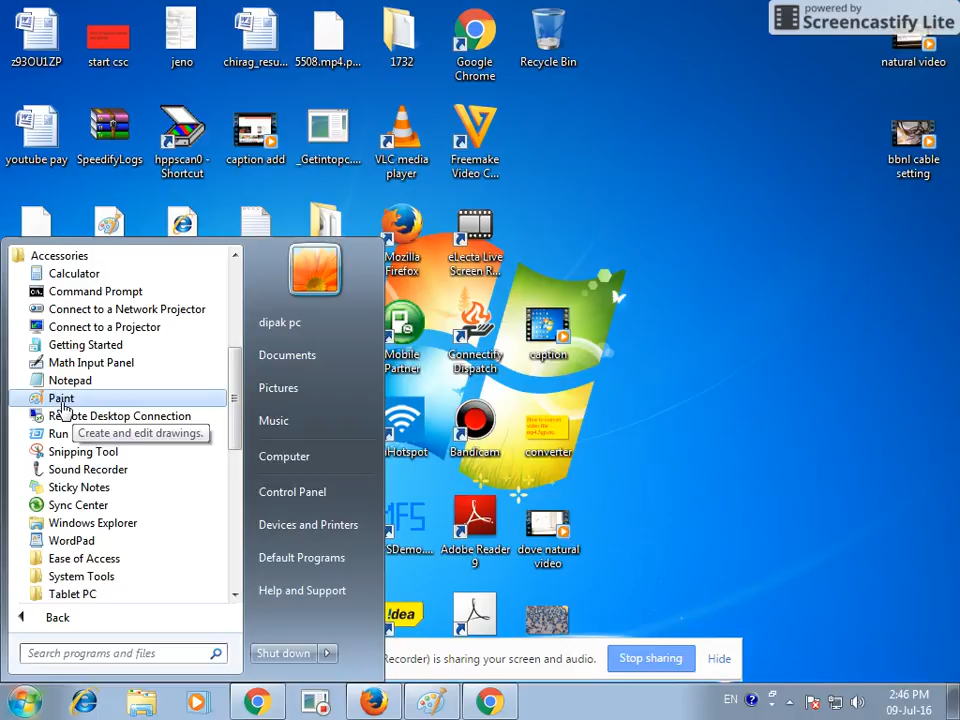 powered by
Screencastify Lite
z93OU1ZP
start csc
jeno
chirag_resu...
5508.mp4.p...
1732
Google
Chrome
Recycle Bin
natural video
youtube pay
SpeedifyLogs
hppscan0 -
Shortcut
caption add
_Getintopc....
VLC media
player
Freemake
Video C...
bbnl cable
setting
Mozilla
Firefox
eLecta Live
Screen R...
Mobile
Partner
Connectify
Dispatch
caption
iHotspot
Bandicam
converter
MFS
SDemo....
Adobe Reader
9
dove natural
video
!dea
Accessories
Calculator
Command Prompt
Connect to a Network Projector
Connect to a Projector
Getting Started
Math Input Panel
Notepad
Paint
Remote Desktop Connection
Run
Create and edit drawings.
Snipping Tool
Sound Recorder
Sticky Notes
Sync Center
Windows Explorer
WordPad
Ease of Access
System Tools
Tablet PC
Back
Search programs and files
dipak pc
Documents
Pictures
Music
Computer
Control Panel
Devices and Printers
Default Programs
Help and Support
Shut down
Recorder) is sharing your screen and audio.
Stop sharing
Hide
EN
2:46 PM
09-Jul-16